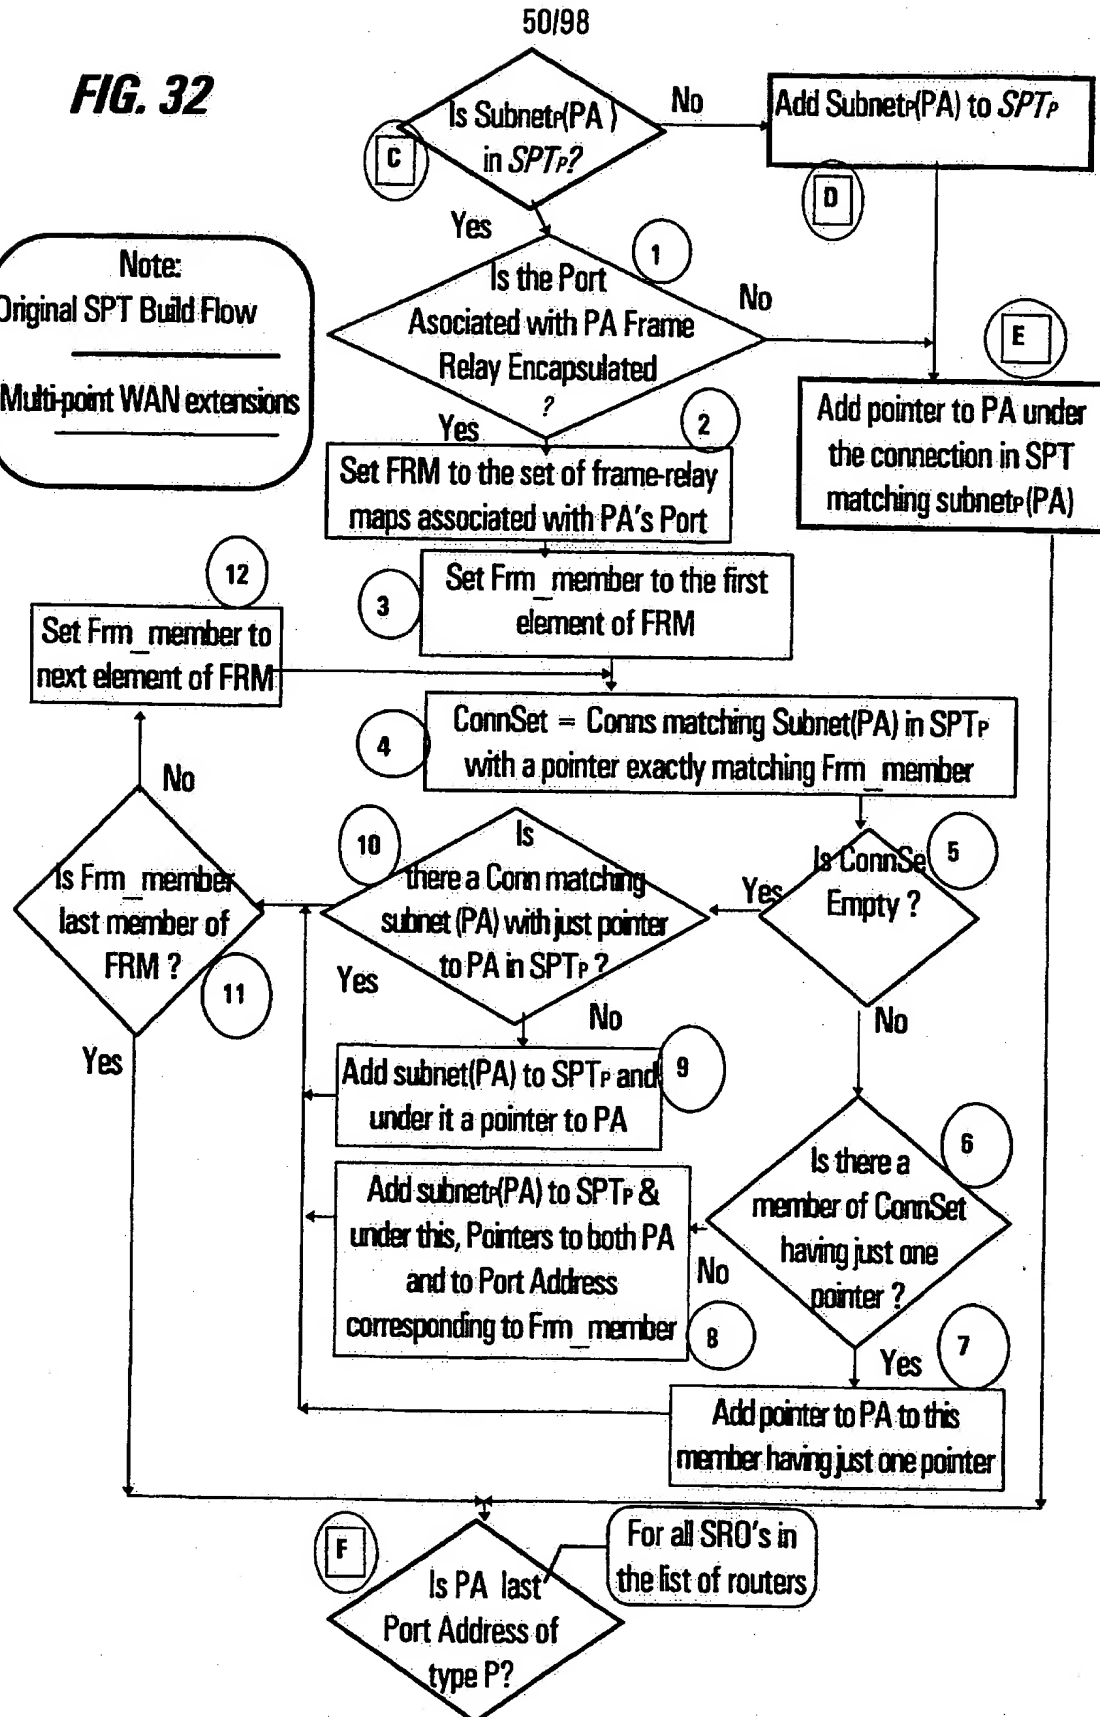 50/98
FIG. 32
Is SubnetP(PA)
in SPTP?
C
No
Add SubnetP(PA) to SPTP
D
Yes
Note:
Original SPT Build Flow
Multi-point WAN extensions
1
Is the Port
Asociated with PA Frame
Relay Encapsulated
?
No
E
Add pointer to PA under
the connection in SPT
matching subnetP(PA)
Yes
2
Set FRM to the set of frame-relay
maps associated with PA's Port
12
3
Set Frm_member to the first
element of FRM
Set Frm_member to
next element of FRM
4
ConnSet = Conns matching Subnet(PA) in SPTP
with a pointer exactly matching Frm_member
No
10
Is
there a Conn matching
subnet (PA) with just pointer
to PA in SPTP ?
Yes
Is ConnSe
Empty ?
5
Is Frm_member
last member of
FRM ?
11
Yes
Yes
No
No
Add subnet(PA) to SPTP and
under it a pointer to PA
9
6
Is there a
member of ConnSet
having just one
pointer ?
Add subnetP(PA) to SPTP &
under this, Pointers to both PA
and to Port Address
corresponding to Frm_member
No
8
Yes
7
Add pointer to PA to this
member having just one pointer
F
For all SRO's in
the list of routers
Is PA last
Port Address of
type P?